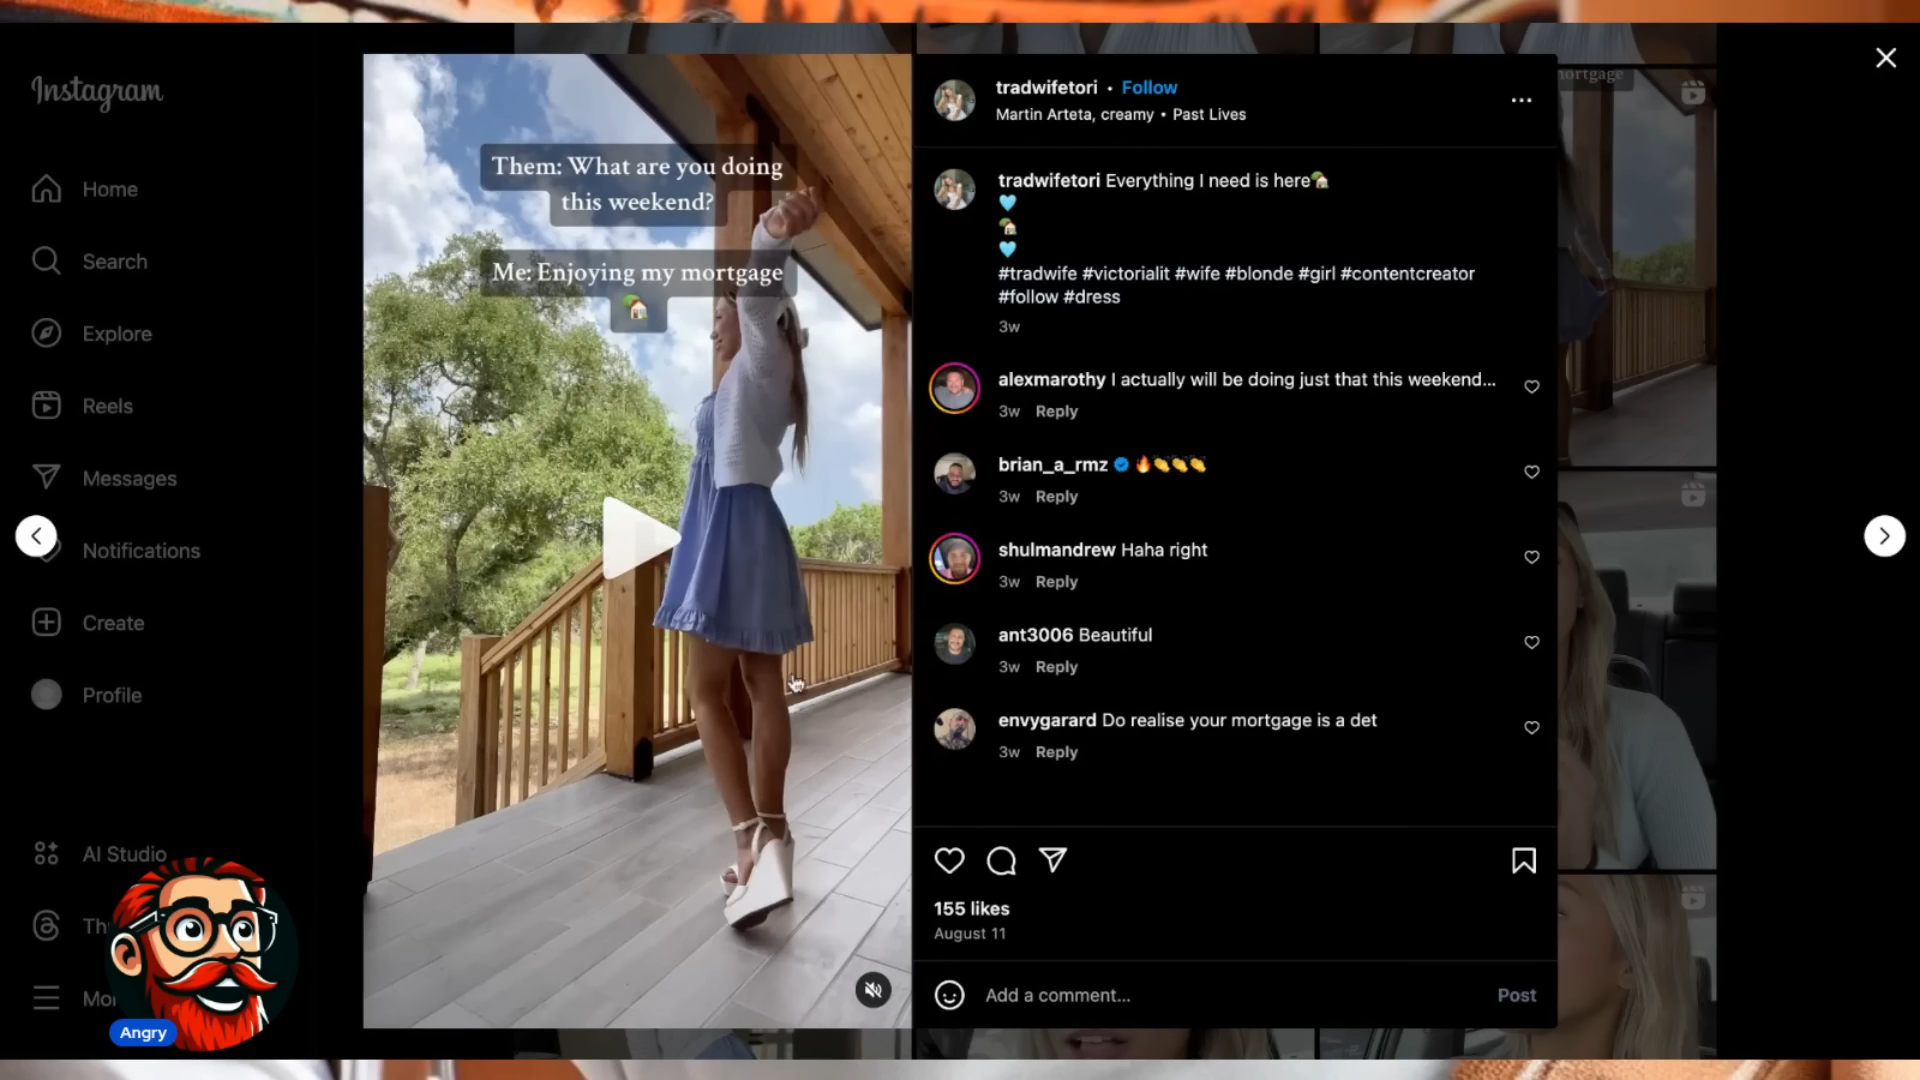 Instagram
Home
Search
Explore
Reels
Messages
Notifications
Create
Profile
AI Studio
Angry
Them: What are you doing
this weekend?
Me: Enjoying my mortgage
tradwifetori • Follow
Martin Arteta, creamy • Past Lives
tradwifetori Everything I need is here🏡
🩵
🏡
🩵
#tradwife #victorialit #wife #blonde #girl #contentcreator
#follow #dress
3w
alexmarothy I actually will be doing just that this weekend...
3w Reply
brian_a_rmz 🔥👏👏👏
3w Reply
shulmandrew Haha right
3w Reply
ant3006 Beautiful
3w Reply
envygarard Do realise your mortgage is a det
3w Reply
155 likes
August 11
Add a comment...
Post
mortgage